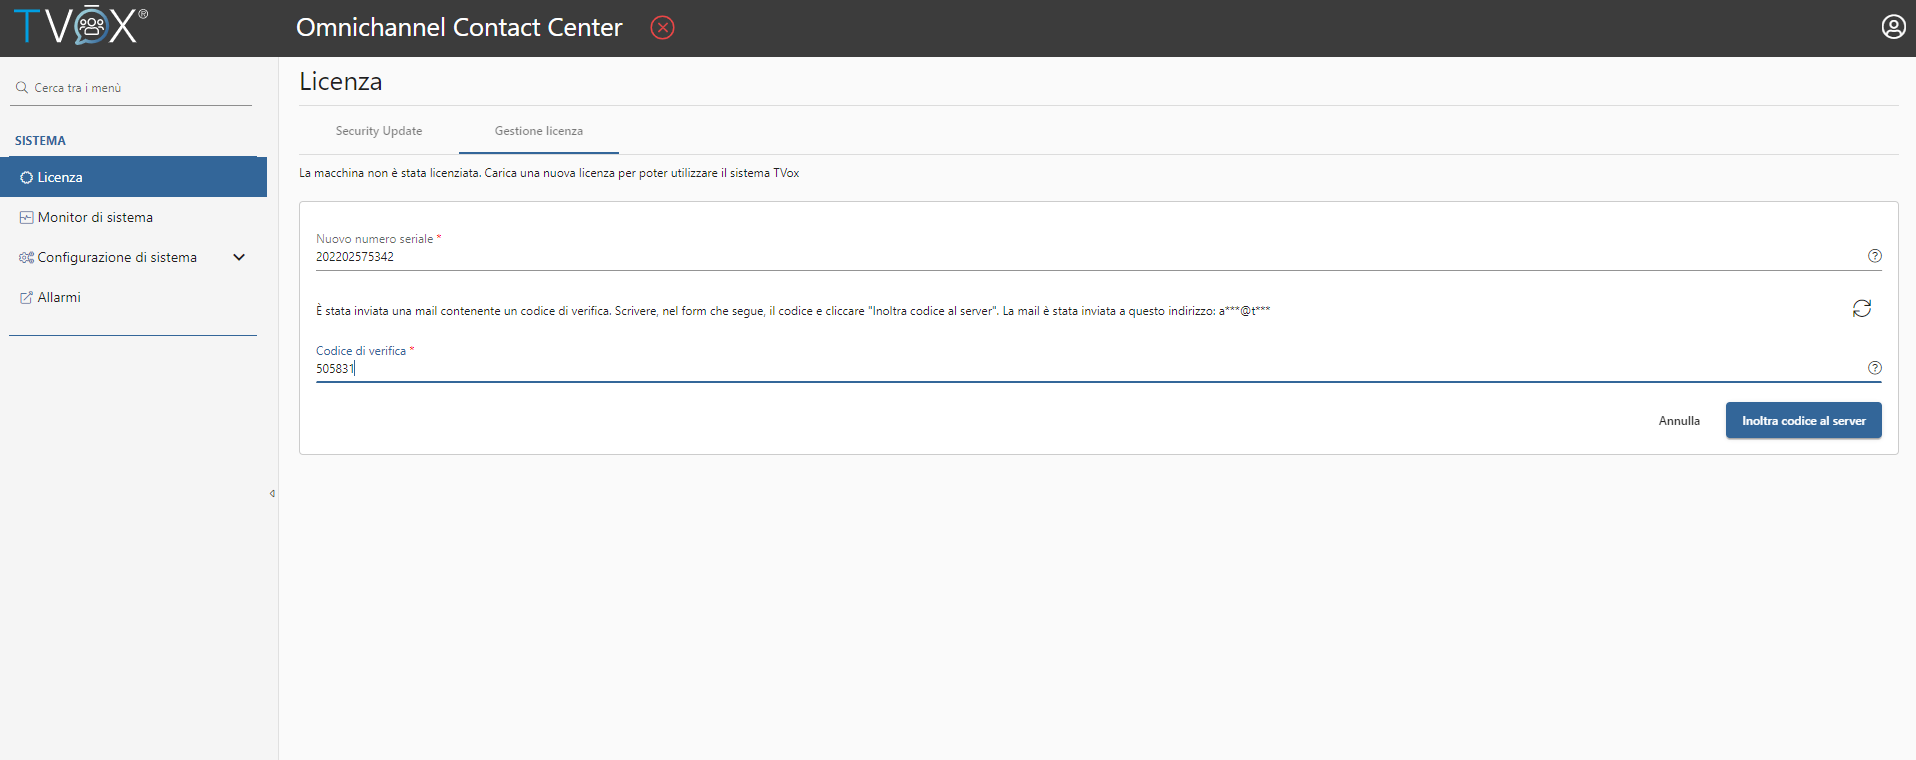 TVOX®
Omnichannel Contact Center
Cerca tra i menù
SISTEMA
Licenza
Monitor di sistema
Configurazione di sistema
Allarmi
Licenza
Security Update
Gestione licenza
La macchina non è stata licenziata. Carica una nuova licenza per poter utilizzare il sistema TVox
Nuovo numero seriale *
202202575342
È stata inviata una mail contenente un codice di verifica. Scrivere, nel form che segue, il codice e cliccare "Inoltra codice al server". La mail è stata inviata a questo indirizzo: a***@t***
Codice di verifica *
505831
Annulla
Inoltra codice al server